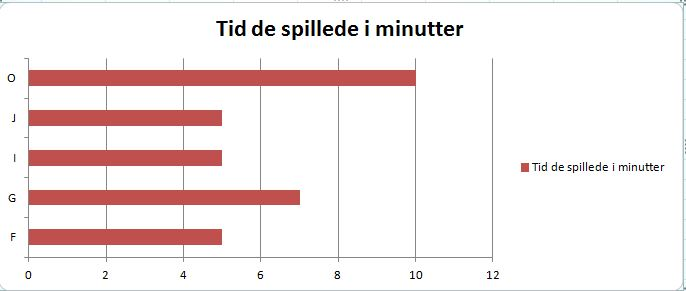 Tid de spillede i minutter
O
J
I
G
F
Tid de spillede i minutter
0 2 4 6 8 10 12